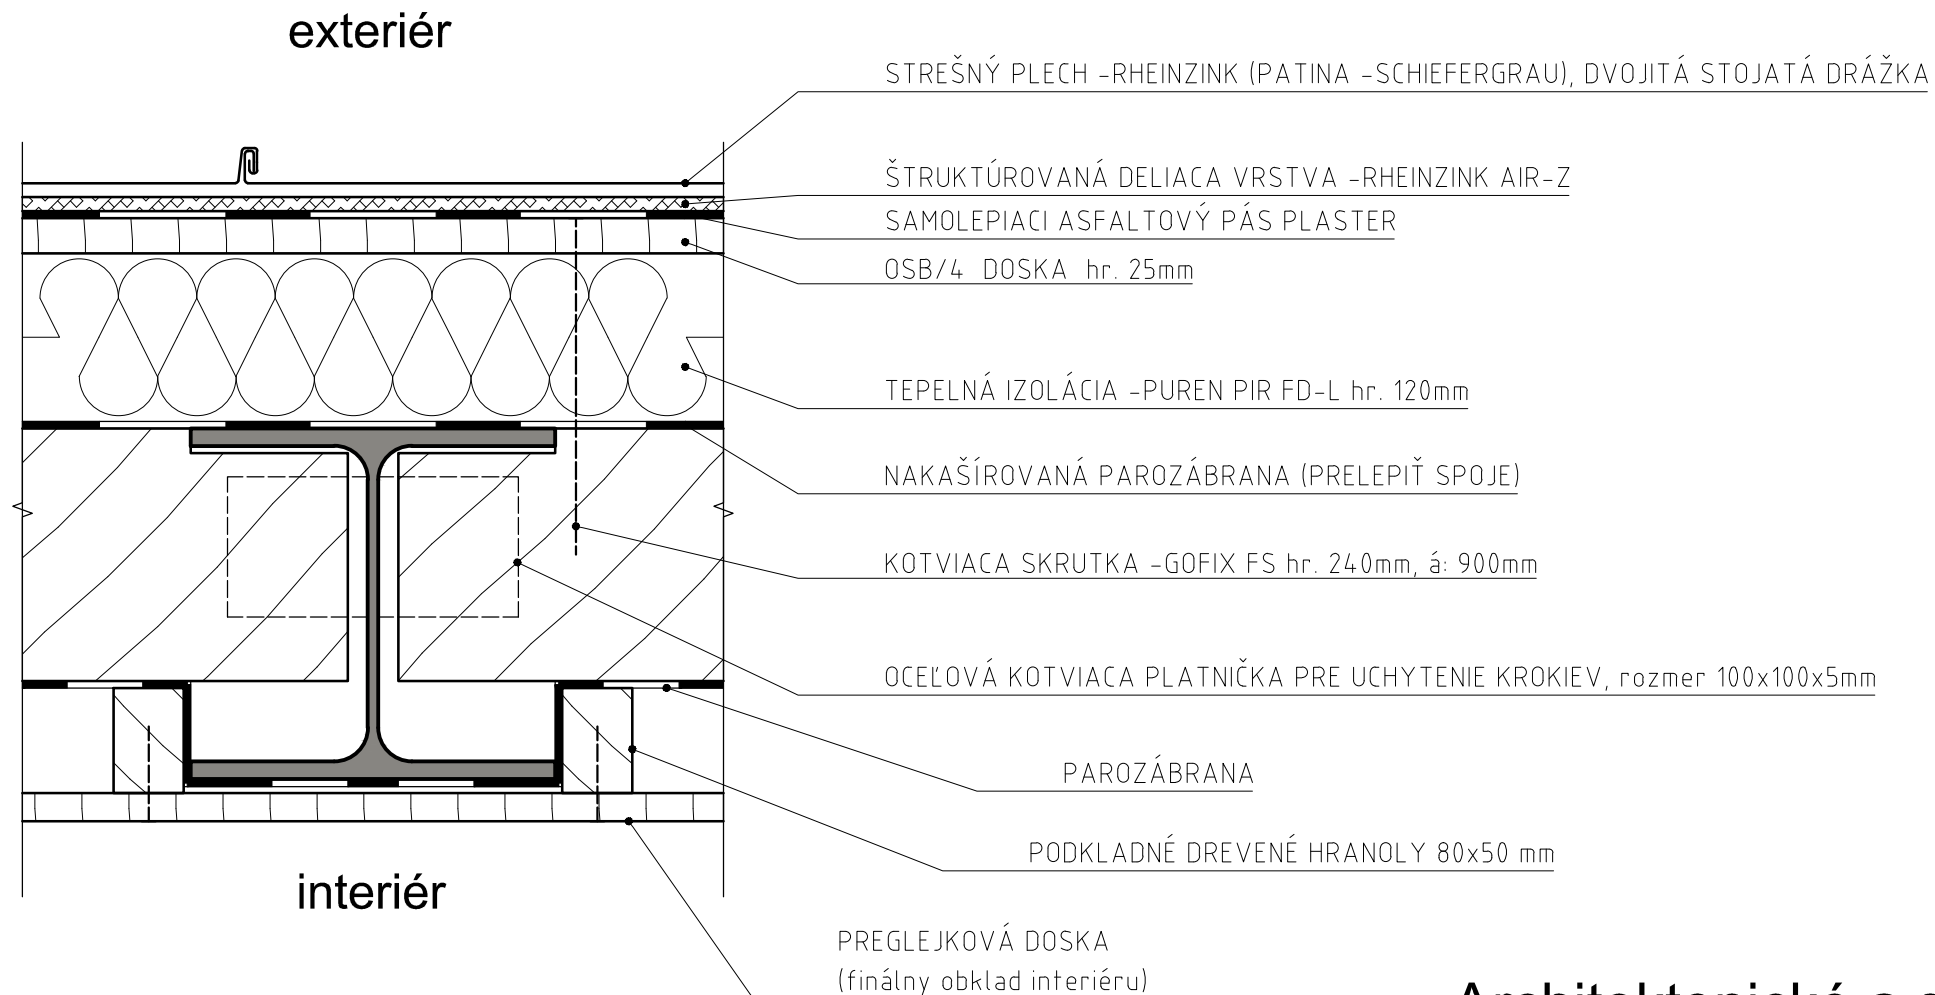 exteriér
STREŠNÝ PLECH -RHEINZINK (PATINA -SCHIEFERGRAU), DVOJITÁ STOJATÁ DRÁŽKA
ŠTRUKTÚROVANÁ DELIACA VRSTVA -RHEINZINK AIR-Z
SAMOLEPIACI ASFALTOVÝ PÁS PLASTER
OSB/4 DOSKA hr. 25mm
TEPELNÁ IZOLÁCIA -PUREN PIR FD-L hr. 120mm
NAKAŠÍROVANÁ PAROZÁBRANA (PRELEPIŤ SPOJE)
KOTVIACA SKRUTKA -GOFIX FS hr. 240mm, á: 900mm
OCEĽOVÁ KOTVIACA PLATNIČKA PRE UCHYTENIE KROKIEV, rozmer 100x100x5mm
PAROZÁBRANA
PODKLADNÉ DREVENÉ HRANOLY 80x50 mm
interiér
PREGLEJKOVÁ DOSKA
(finálny obklad interiéru)